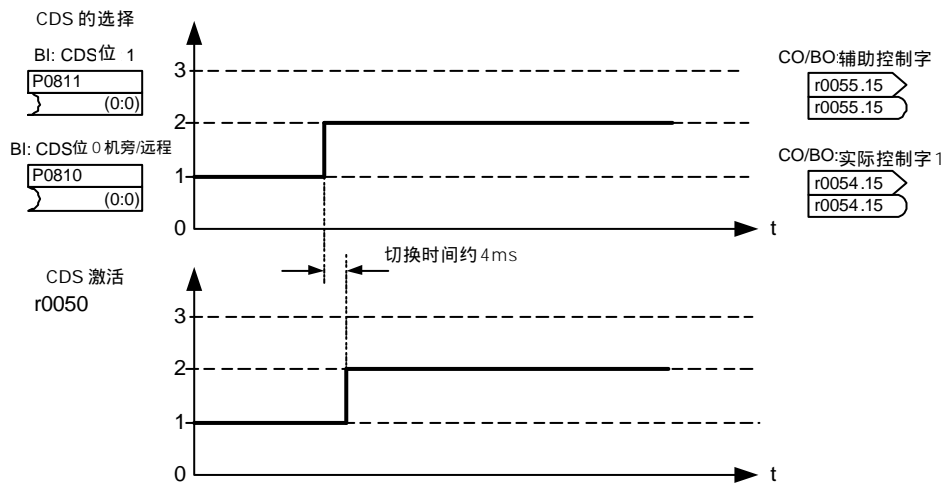 CDS 的选择
BI: CDS位 1
P0811
(0:0)
BI: CDS位 0 机旁/远程
P0810
(0:0)
3
2
1
0
t
CO/BO:辅助控制字
r0055.15
r0055.15
CO/BO:实际控制字 1
r0054.15
r0054.15
切换时间约 4ms
CDS 激活
r0050
3
2
1
0
t